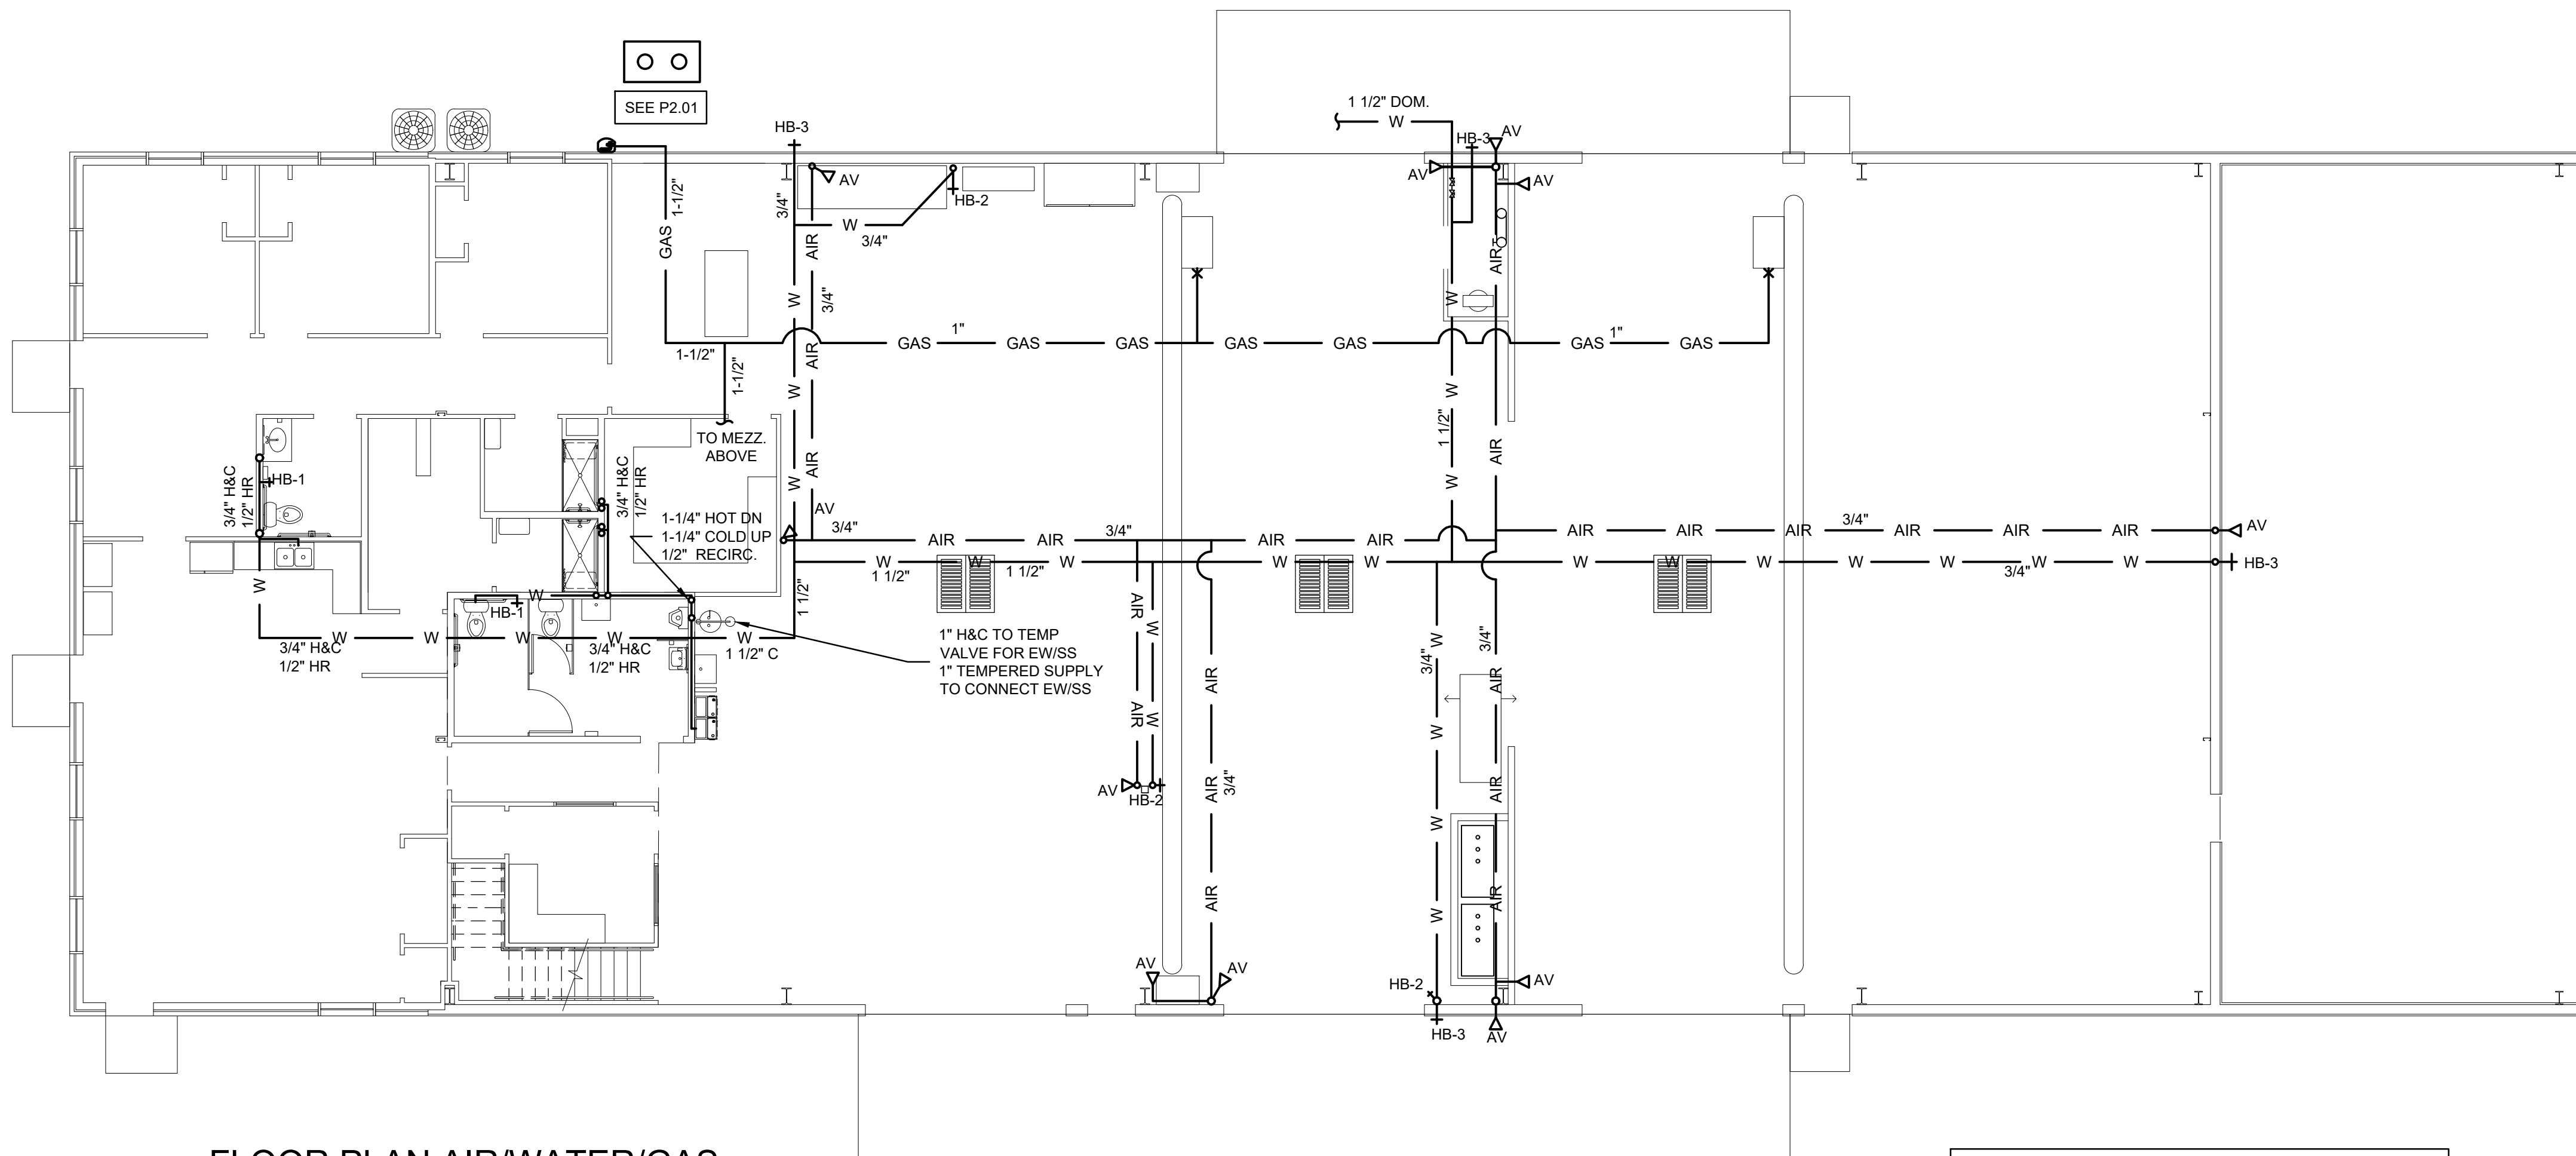 SEE P2.01
1 1/2" DOM.
W
HB-3
HB-3
AV
AV
AV
AV
HB-2
3/4"
W
3/4"
1-1/2"
GAS
AIR
3/4"
AIR
W
W
1"
1"
GAS
GAS
GAS
GAS
GAS
GAS
GAS
1-1/2"
1-1/2"
AIR
W
W
1 1/2"
W
AIR
TO MEZZ.
ABOVE
W
AIR
3/4" H&C
1/2" HR
HB-1
3/4" H&C
1/2" HR
1-1/4" HOT DN
1-1/4" COLD UP
1/2" RECIRC.
AV
3/4"
3/4"
3/4"
AIR
AIR
AIR
AIR
AIR
AIR
AIR
AIR
AIR
AIR
AV
W
W
W
W
W
W
W
W
W
W
W
1 1/2"
1 1/2"
3/4"
HB-3
W
W
HB-1
1 1/2"
W
W
W
W
W
3/4" H&C
1/2" HR
3/4" H&C
1/2" HR
1 1/2" C
1" H&C TO TEMP
VALVE FOR EW/SS
1" TEMPERED SUPPLY
TO CONNECT EW/SS
AIR
W
AIR
W
AIR
AIR
3/4"
AIR
W
W
W
W
3/4"
3/4"
AIR
AIR
AIR
AV
HB-2
AV
AV
HB-2
HB-3
AV
AV
FLOOR PLAN AIR/WATER/GAS